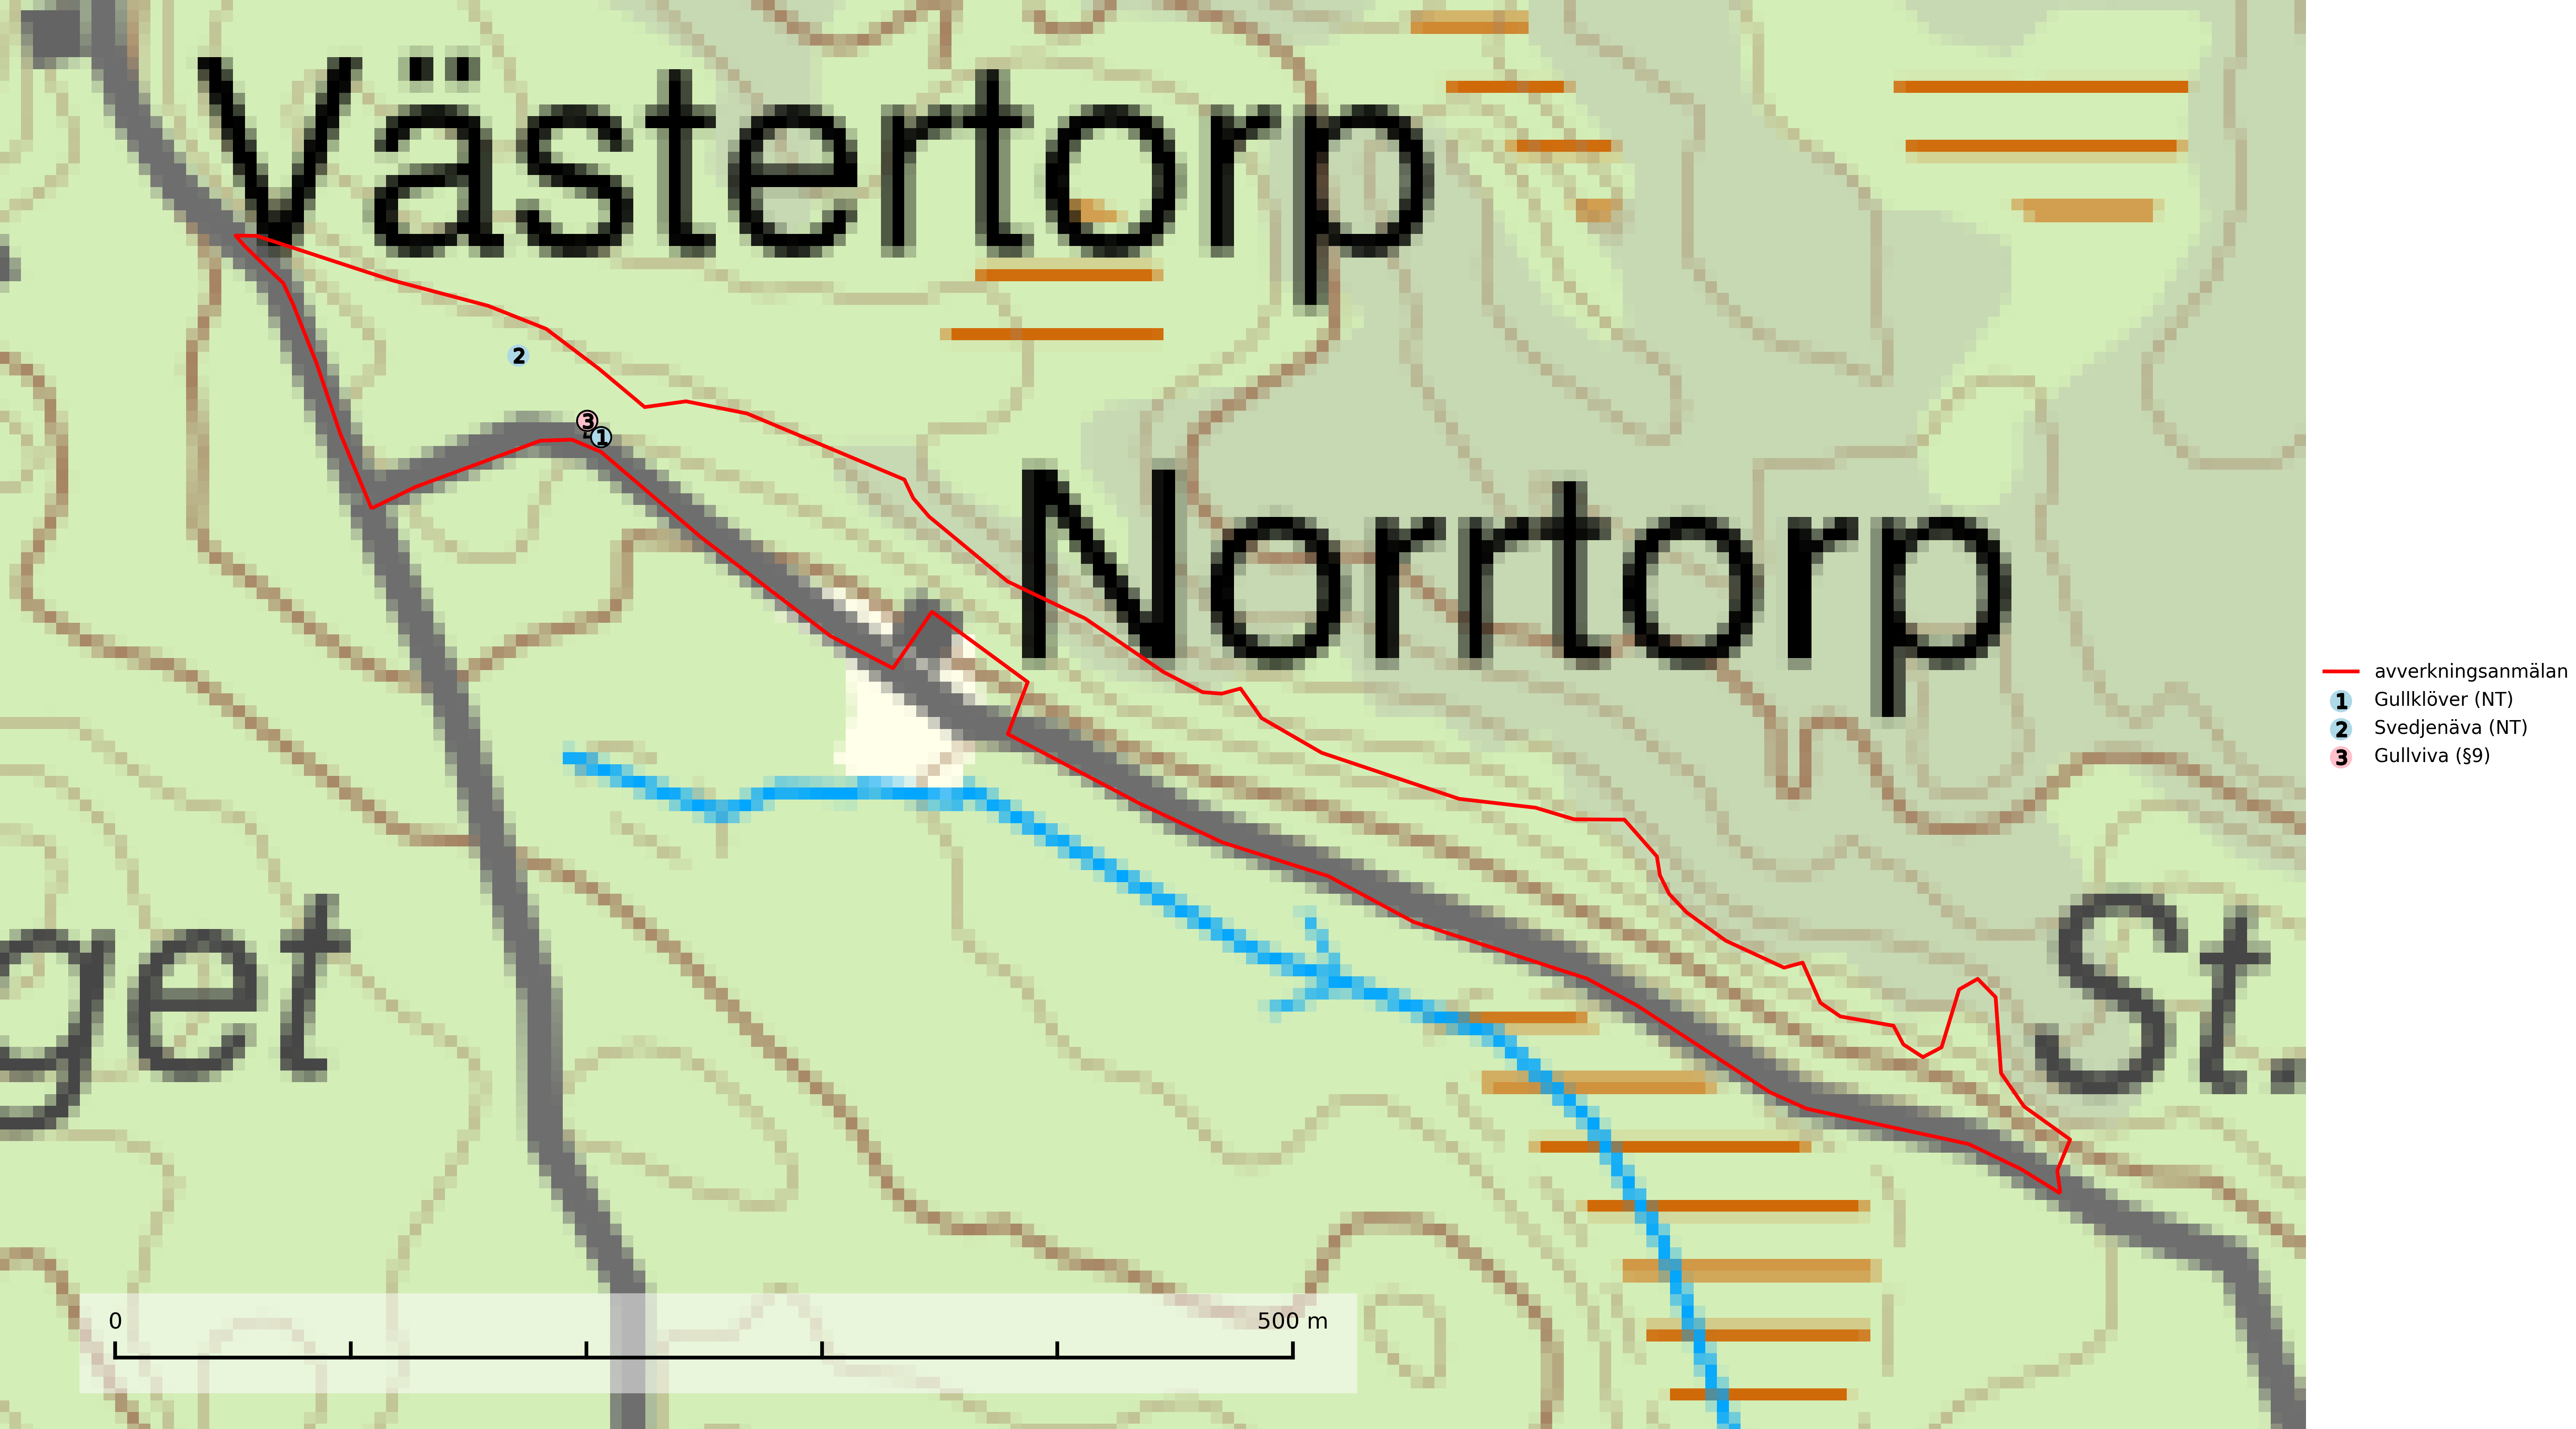 Västertorp
2
3
1
Norrtorp
get
St.
0
500 m
avverkningsanmälan
1 Gullklöver (NT)
2 Svedjenäva (NT)
3 Gullviva (§9)